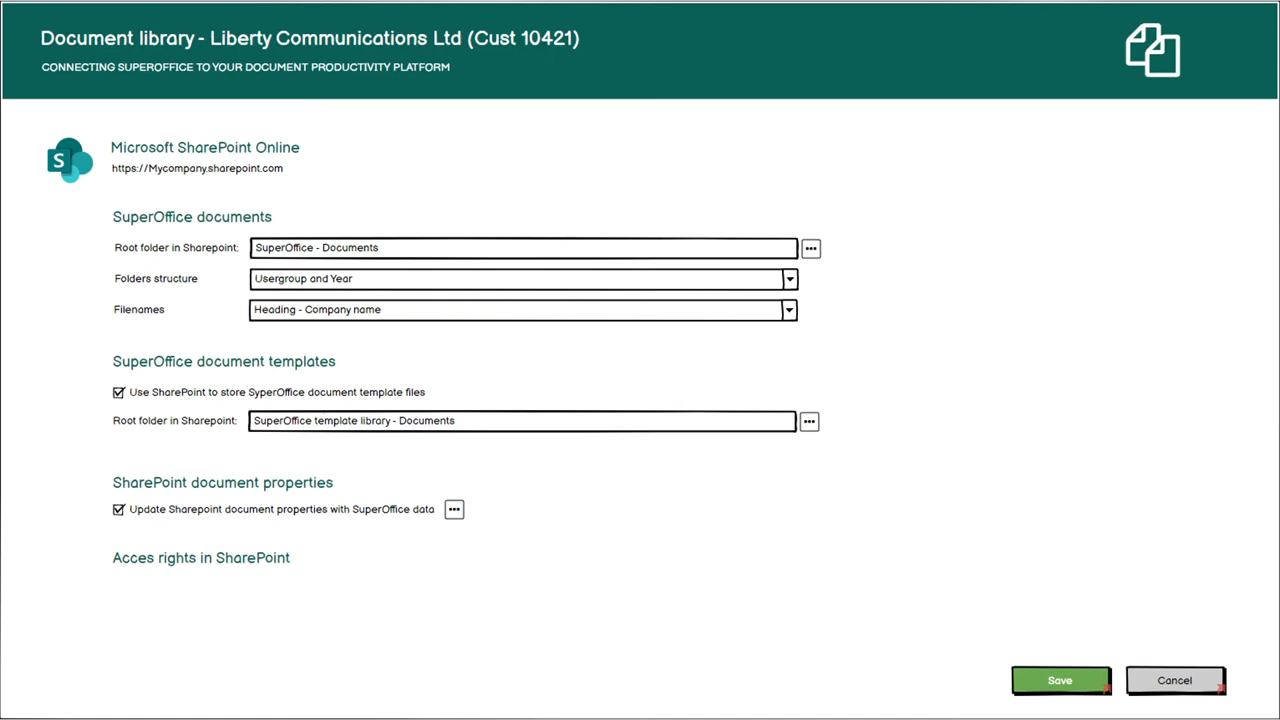 Document library - Liberty Communications Ltd (Cust 10421)
CONNECTING SUPEROFFICE TO YOUR DOCUMENT PRODUCTIVITY PLATFORM
S
Microsoft SharePoint Online
https://Mycompany.sharepoint.com
SuperOffice documents
Root folder in Sharepoint: SuperOffice - Documents •••
Folders structure Usergroup and Year
Filenames Heading - Company name
SuperOffice document templates
Use SharePoint to store SyperOffice document template files
Root folder in Sharepoint: SuperOffice template library - Documents •••
SharePoint document properties
Update Sharepoint document properties with SuperOffice data •••
Acces rights in SharePoint
Save Cancel